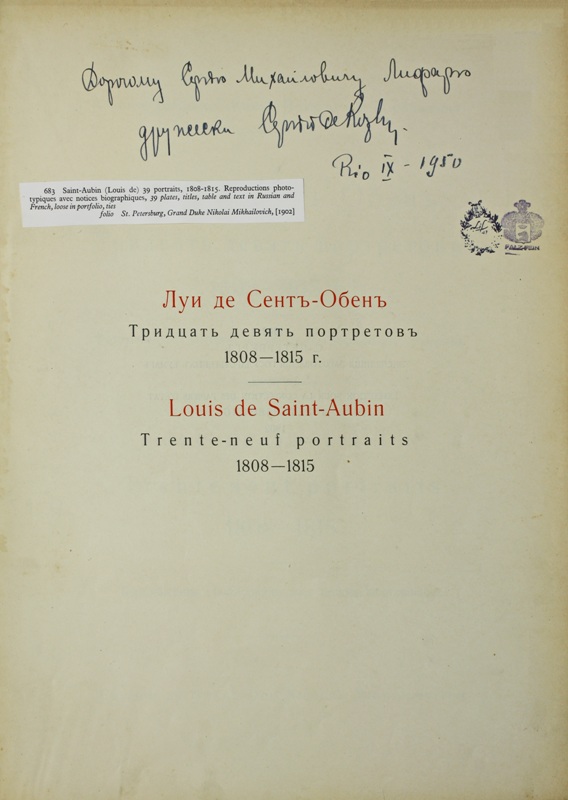 Дорогому Сергею Михайловичу Лифарю
дружески
Rio IX - 1950
683 Saint-Aubin (Louis de) 39 portraits, 1808-1815. Reproductions photo-
typiques avec notices biographiques, 39 plates, titles, table and text in Russian and
French, loose in portfolio, ties
folio St. Petersburg, Grand Duke Nikolai Mikhailovich, [1902]
Луи де Сентъ-Обенъ
Тридцать девять портретовъ
1808—1815 г.
Louis de Saint-Aubin
Trente-neuf portraits
1808—1815